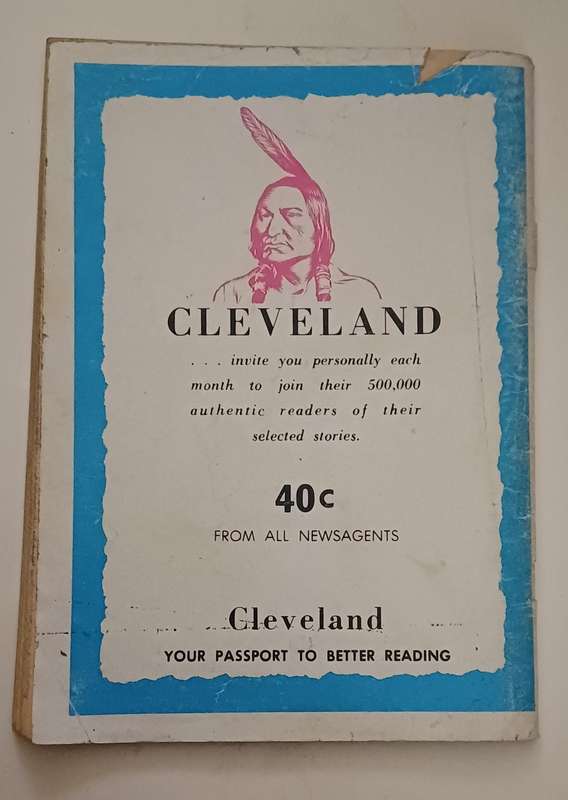 CLEVELAND
. . . invite you personally each
month to join their 500,000
authentic readers of their
selected stories.
40c
FROM ALL NEWSAGENTS
Cleveland
YOUR PASSPORT TO BETTER READING